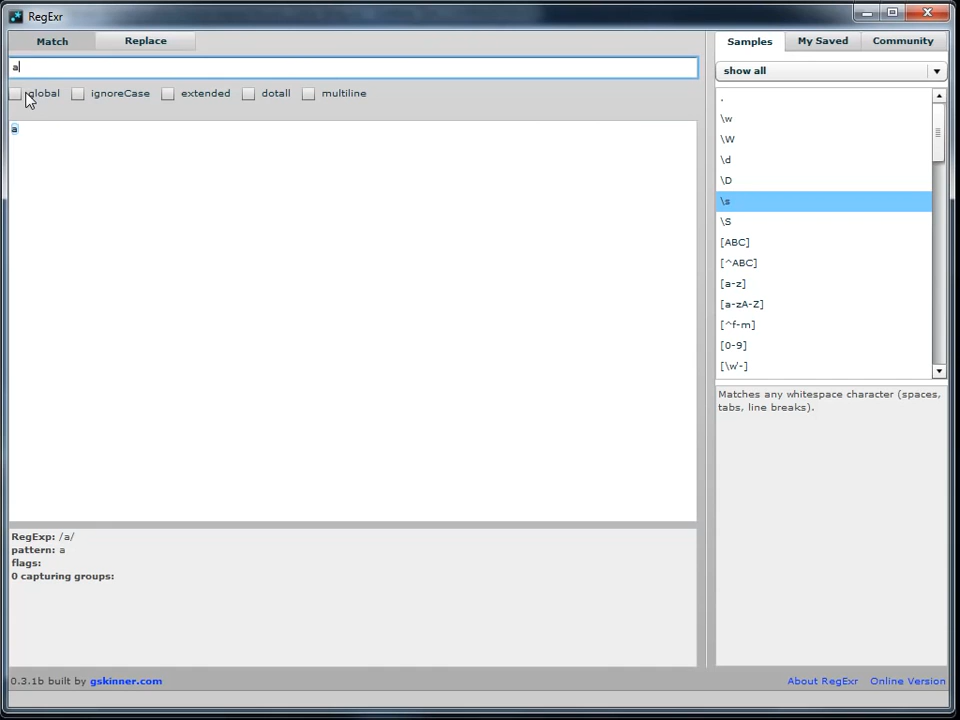 RegExr
Match Replace
Samples My Saved Community
a
show all
global ignoreCase extended dotall multiline
a
.
\w
\W
\d
\D
\s
\S
[ABC]
[^ABC]
[a-z]
[a-zA-Z]
[^f-m]
[0-9]
[\w'-]
Matches any whitespace character (spaces,
tabs, line breaks).
RegExp: /a/
pattern: a
flags:
0 capturing groups:
0.3.1b built by gskinner.com
About RegExr Online Version